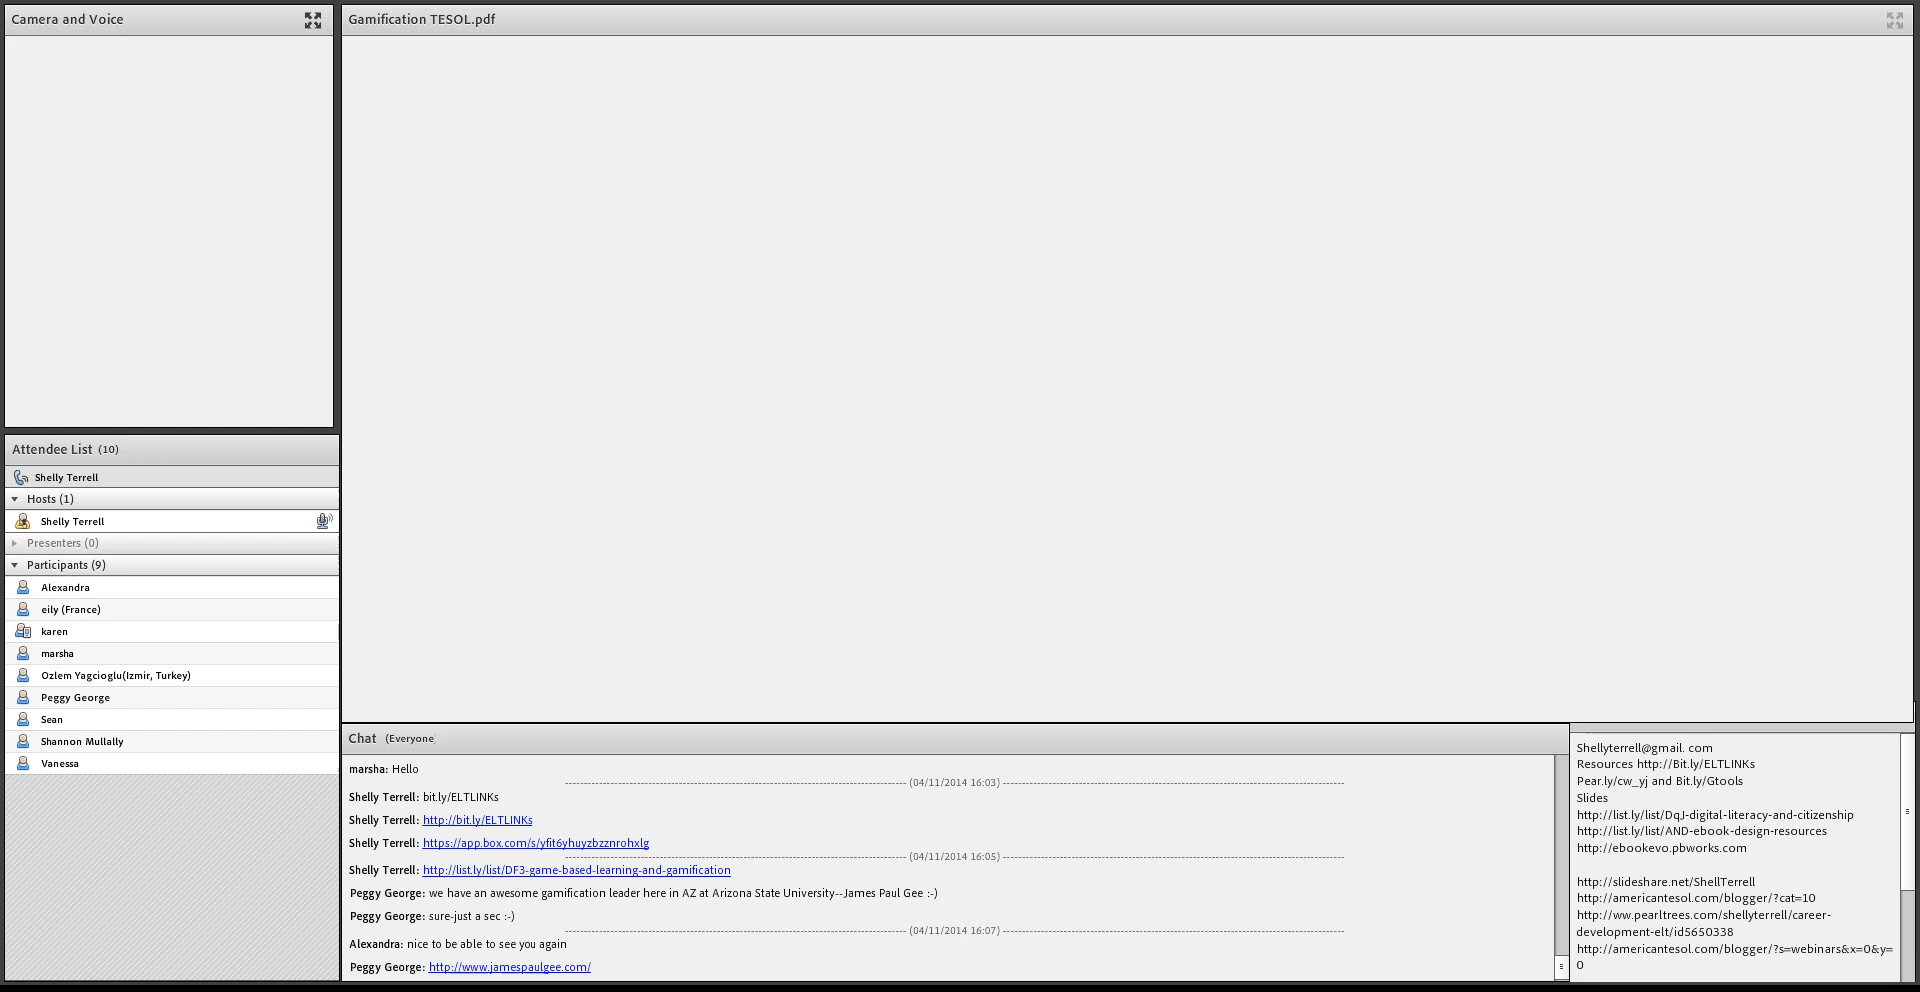 Camera and Voice
Gamification TESOL.pdf
Attendee List (10)
Shelly Terrell
Hosts (1)
Shelly Terrell
Presenters (0)
Participants (9)
Alexandra
eily (France)
karen
marsha
Ozlem Yagcioglu(Izmir, Turkey)
Peggy George
Sean
Shannon Mullally
Vanessa
Chat (Everyone)
marsha: Hello
(04/11/2014 16:03)
Shelly Terrell: bit.ly/ELTLINKs
Shelly Terrell: http://bit.ly/ELTLINKs
Shelly Terrell: https://app.box.com/s/yfit6yhuyzbzznrohxlg
(04/11/2014 16:05)
Shelly Terrell: http://list.ly/list/DF3-game-based-learning-and-gamification
Peggy George: we have an awesome gamification leader here in AZ at Arizona State University--James Paul Gee :-)
Peggy George: sure-just a sec :-)
(04/11/2014 16:07)
Alexandra: nice to be able to see you again
Peggy George: http://www.jamespaulgee.com/
Shellyterrell@gmail. com
Resources http://Bit.ly/ELTLINKs
Pear.ly/cw_yj and Bit.ly/Gtools
Slides
http://list.ly/list/DqJ-digital-literacy-and-citizenship
http://list.ly/list/AND-ebook-design-resources
http://ebookevo.pbworks.com
http://slideshare.net/ShellTerrell
http://americantesol.com/blogger/?cat=10
http://ww.pearltrees.com/shellyterrell/career-
development-elt/id5650338
http://americantesol.com/blogger/?s=webinars&x=0&y=
0